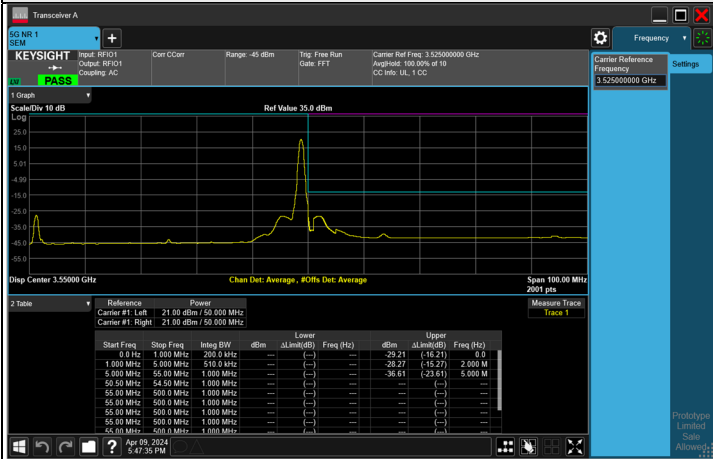 Transceiver A
5G NR 1
SEM
Frequency
KEYSIGHT
Input: RFIO1
Output: RFIO1
Coupling: AC
Corr CCorr
Range: -45 dBm
Trig: Free Run
Gate: FFT
Carrier Ref Freq: 3.525000000 GHz
Avg|Hold: 100.00% of 10
CC Info: UL, 1 CC
PASS
Carrier Reference
Frequency
3.525000000 GHz
Settings
1 Graph
Scale/Div 10 dB
Ref Value 35.0 dBm
Log
25.0
15.0
5.01
-4.99
-15.0
-25.0
-35.0
-45.0
-55.0
Disp Center 3.55000 GHz
Chan Det: Average, #Offs Det: Average
Span 100.00 MHz
2001 pts
2 Table
Reference Power
Carrier #1: Left 21.00 dBm / 50.000 MHz
Carrier #1: Right 21.00 dBm / 50.000 MHz
Measure Trace
Trace 1
Lower Upper
Start Freq Stop Freq Integ BW dBm ΔLimit(dB) Freq (Hz) dBm ΔLimit(dB) Freq (Hz)
0.0 Hz 1.000 MHz 200.0 kHz --- (---) --- -29.21 (-16.21) 0.0
1.000 MHz 5.000 MHz 510.0 kHz --- (---) --- -28.27 (-15.27) 2.000 M
5.000 MHz 55.00 MHz 1.000 MHz --- (---) --- -36.61 (-23.61) 5.000 M
50.50 MHz 54.50 MHz 1.000 MHz --- (---) --- --- (---) ---
55.00 MHz 500.0 MHz 1.000 MHz --- (---) --- --- (---) ---
55.00 MHz 500.0 MHz 1.000 MHz --- (---) --- --- (---) ---
55.00 MHz 500.0 MHz 1.000 MHz --- (---) --- --- (---) ---
55.00 MHz 500.0 MHz 1.000 MHz --- (---) --- --- (---) ---
Prototype
Limited
Sale
Allowed
Apr 09, 2024
5:47:35 PM